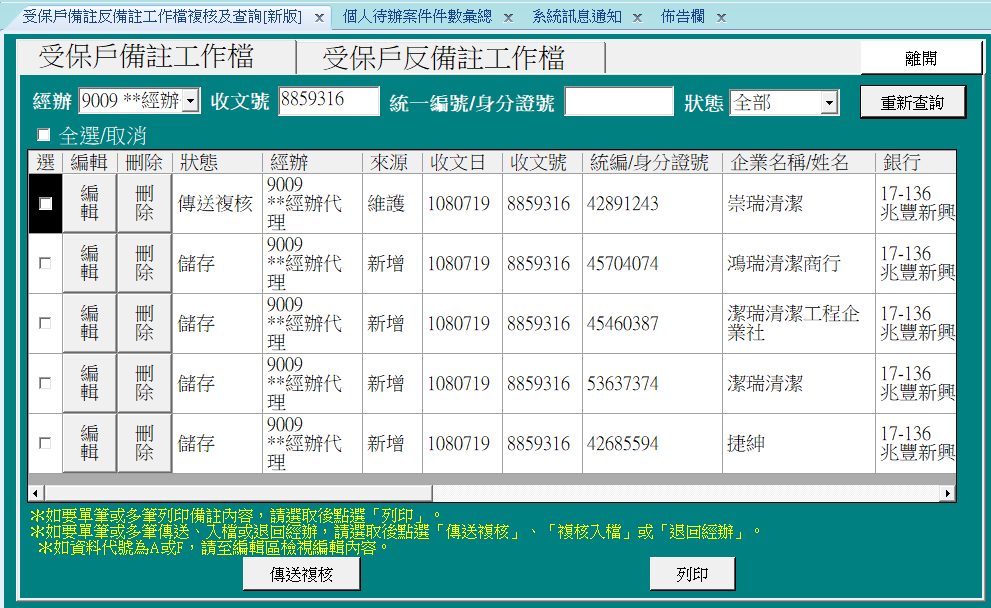 受保戶備註反備註工作檔複核及查詢[新版] x 個人待辦案件件數彙總 x 系統訊息通知 x 佈告欄 x
受保戶備註工作檔 受保戶反備註工作檔 離開
經辦 9009 **經辦 收文號 8859316 統一編號/身分證號 狀態 全部 重新查詢
全選/取消
選 編輯 刪除 狀態 經辦 來源 收文日 收文號 統編/身分證號 企業名稱/姓名 銀行
編輯 刪除 傳送複核 9009 **經辦代理 維護 1080719 8859316 42891243 崇瑞清潔 17-136 兆豐新興
編輯 刪除 儲存 9009 **經辦代理 新增 1080719 8859316 45704074 鴻瑞清潔商行 17-136 兆豐新興
編輯 刪除 儲存 9009 **經辦代理 新增 1080719 8859316 45460387 潔瑞清潔工程企業社 17-136 兆豐新興
編輯 刪除 儲存 9009 **經辦代理 新增 1080719 8859316 53637374 潔瑞清潔 17-136 兆豐新興
編輯 刪除 儲存 9009 **經辦代理 新增 1080719 8859316 42685594 捷紳 17-136 兆豐新興
※如要單筆或多筆列印備註內容，請選取後點選「列印」。
※如要單筆或多筆傳送、入檔或退回經辦，請選取後點選「傳送複核」、「複核入檔」或「退回經辦」。
※如資料代號為A或F，請至編輯區檢視編輯內容。
傳送複核 列印